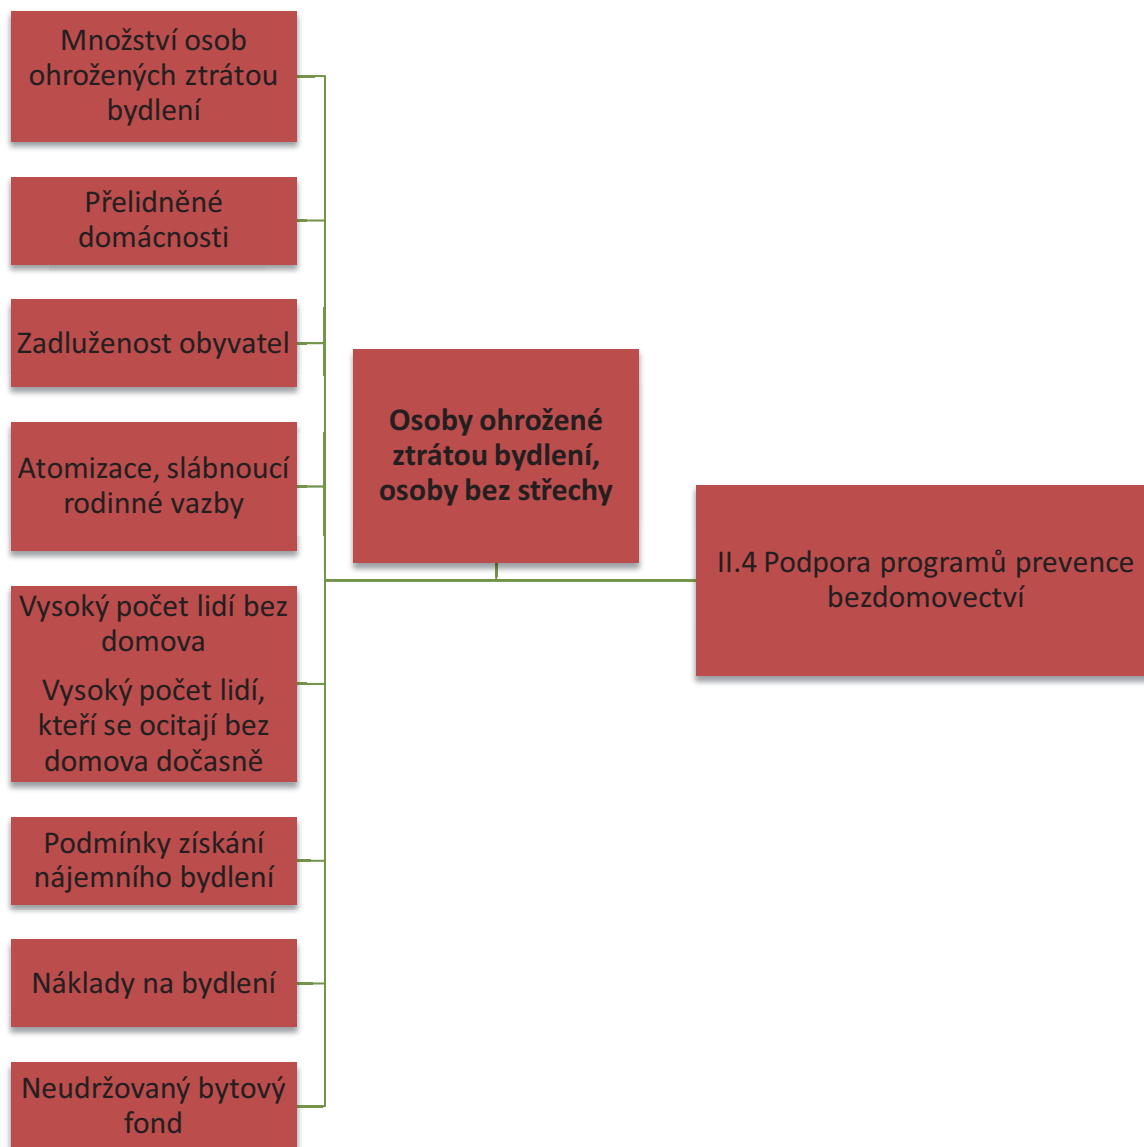 Množství osob
ohrožených ztrátou
bydlení
Přelidněné
domácnosti
Zadluženost obyvatel
Atomizace, slábnoucí
rodinné vazby
Vysoký počet lidí bez
domova
Vysoký počet lidí,
kteří se ocitají bez
domova dočasně
Podmínky získání
nájemního bydlení
Náklady na bydlení
Neudržovaný bytový
fond
Osoby ohrožené
ztrátou bydlení,
osoby bez střechy
II.4 Podpora programů prevence
bezdomovectví